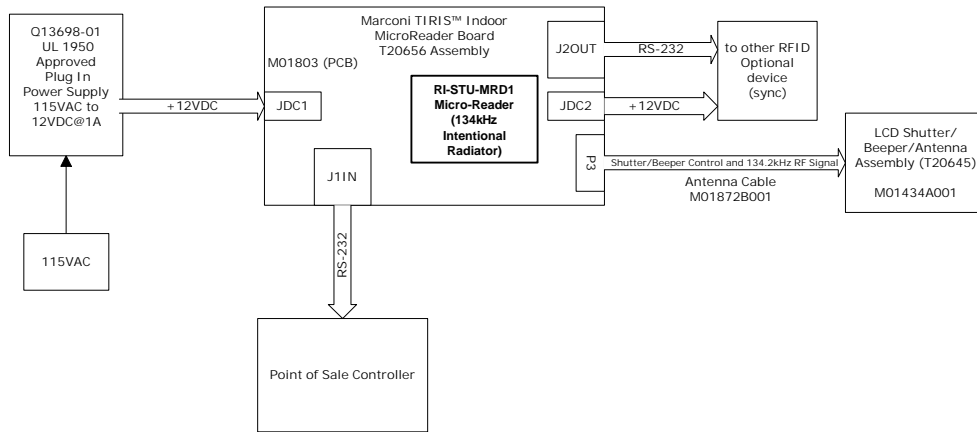 Q13698-01
UL 1950
Approved
Plug In
Power Supply
115VAC to
12VDC@1A
+12VDC
115VAC
Marconi TIRIS™ Indoor
MicroReader Board
T20656 Assembly
M01803 (PCB)
JDC1
RI-STU-MRD1
Micro-Reader
(134kHz
Intentional
Radiator)
J1IN
J2OUT
JDC2
P3
RS-232
+12VDC
to other RFID
Optional
device
(sync)
Shutter/Beeper Control and 134.2kHz RF Signal
Antenna Cable
M01872B001
LCD Shutter/
Beeper/Antenna
Assembly (T20645)
M01434A001
RS-232
Point of Sale Controller